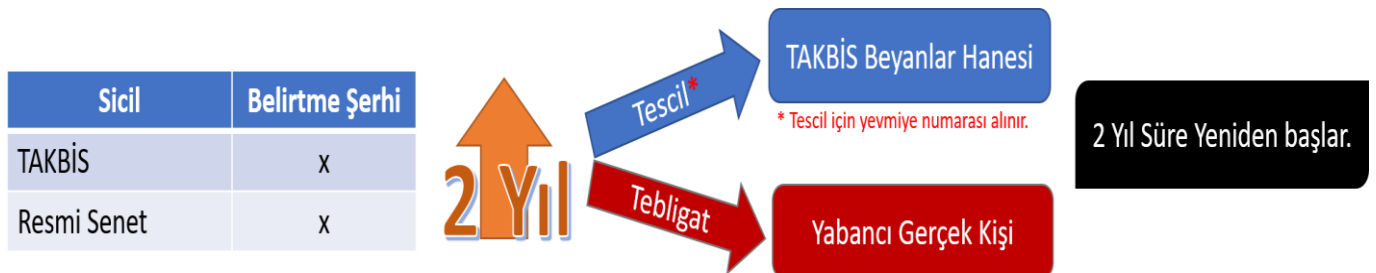 Sicil Belirtme Şerhi
TAKBİS x
Resmi Senet x
2 Yıl
Tescil*
TAKBİS Beyanlar Hanesi
* Tescil için yevmiye numarası alınır.
Tebligat
Yabancı Gerçek Kişi
2 Yıl Süre Yeniden başlar.